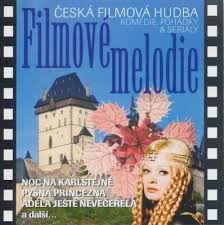 ČESKÁ FILMOVÁ HUDBA
KOMEDIE, POHÁDKY
& SERIÁLY
Filmové
melodie
NOC NA KARLŠTEJNĚ
PYŠNÁ PRINCEZNA
ADÉLA JEŠTĚ NEVEČEŘELA
a další...